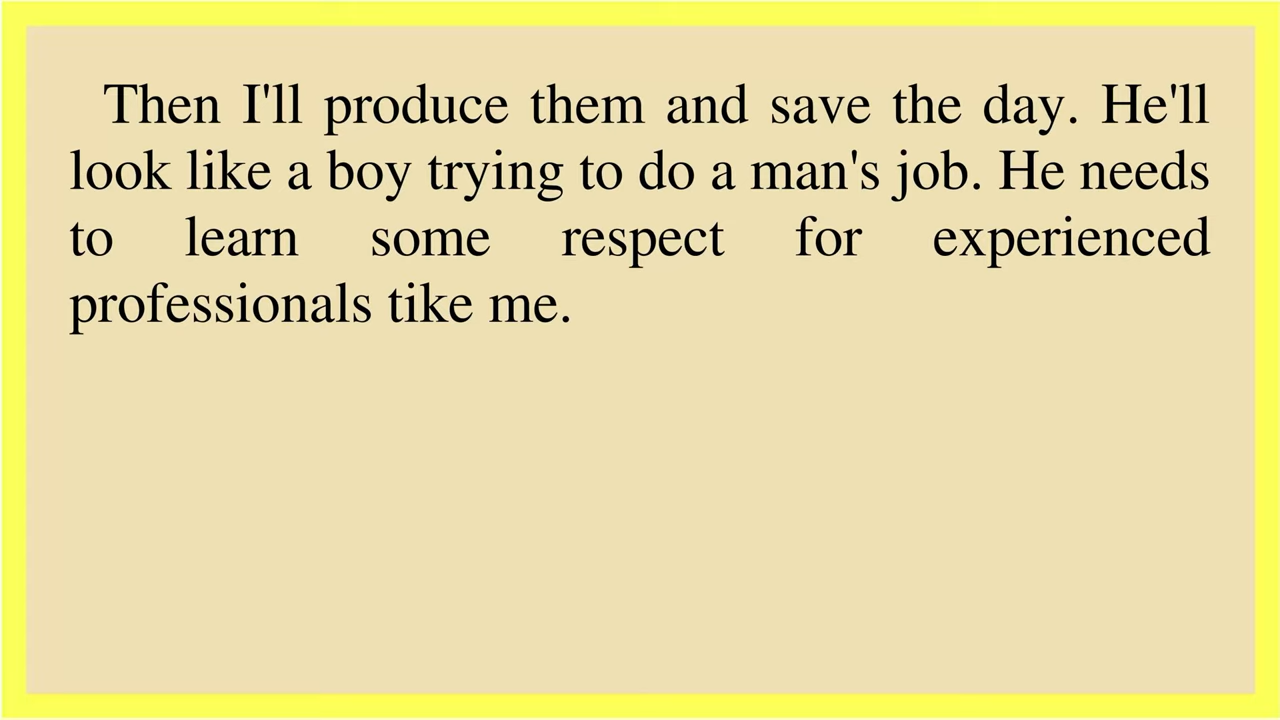 Then I'll produce them and save the day. He'll
look like a boy trying to do a man's job. He needs
to learn some respect for experienced
professionals tike me.